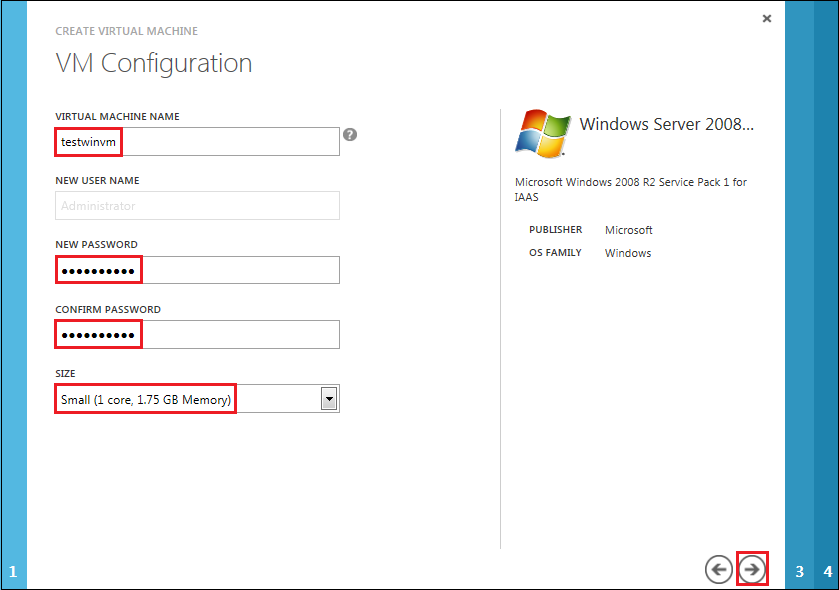 CREATE VIRTUAL MACHINE
VM Configuration
VIRTUAL MACHINE NAME
testwinvm
?
NEW USER NAME
Administrator
NEW PASSWORD
●●●●●●●●●●
CONFIRM PASSWORD
●●●●●●●●●●
SIZE
Small (1 core, 1.75 GB Memory)
Windows Server 2008...
Microsoft Windows 2008 R2 Service Pack 1 for
IAAS
PUBLISHER Microsoft
OS FAMILY Windows
1
3
4